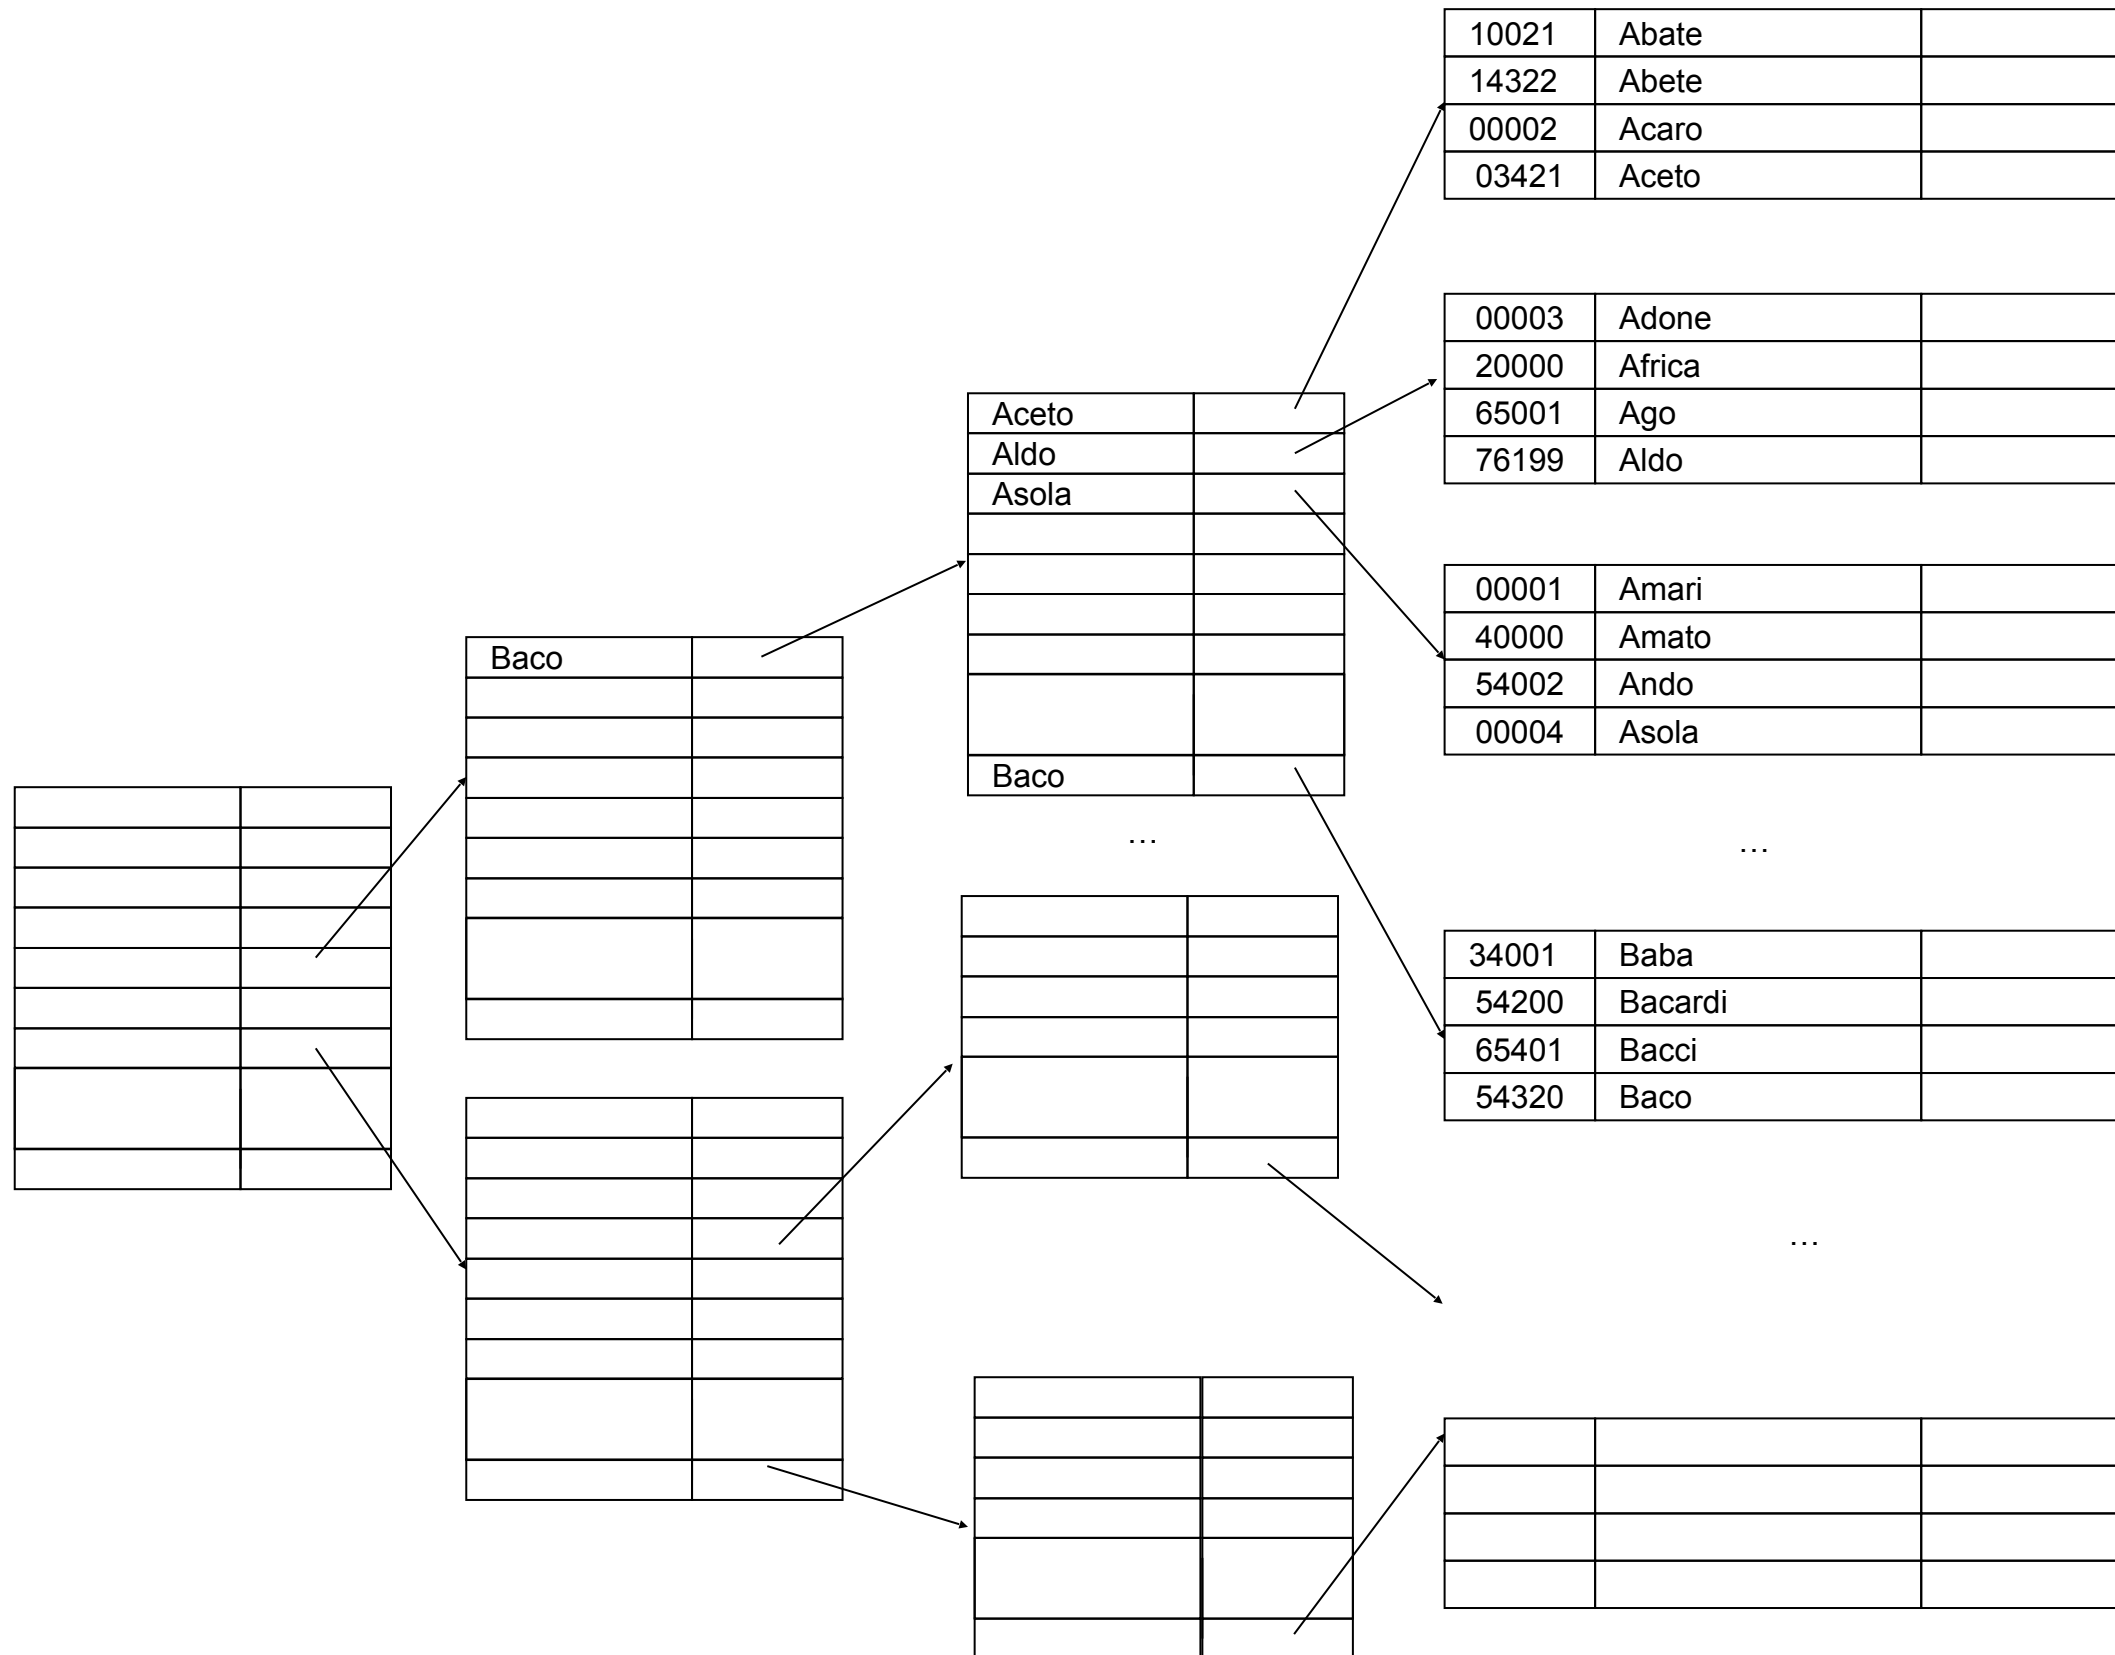 10021 Abate
14322 Abete
00002 Acaro
03421 Aceto
00003 Adone
20000 Africa
65001 Ago
76199 Aldo
Aceto
Aldo
Asola
Baco
…
00001 Amari
40000 Amato
54002 Ando
00004 Asola
Baco
…
34001 Baba
54200 Bacardi
65401 Bacci
54320 Baco
…